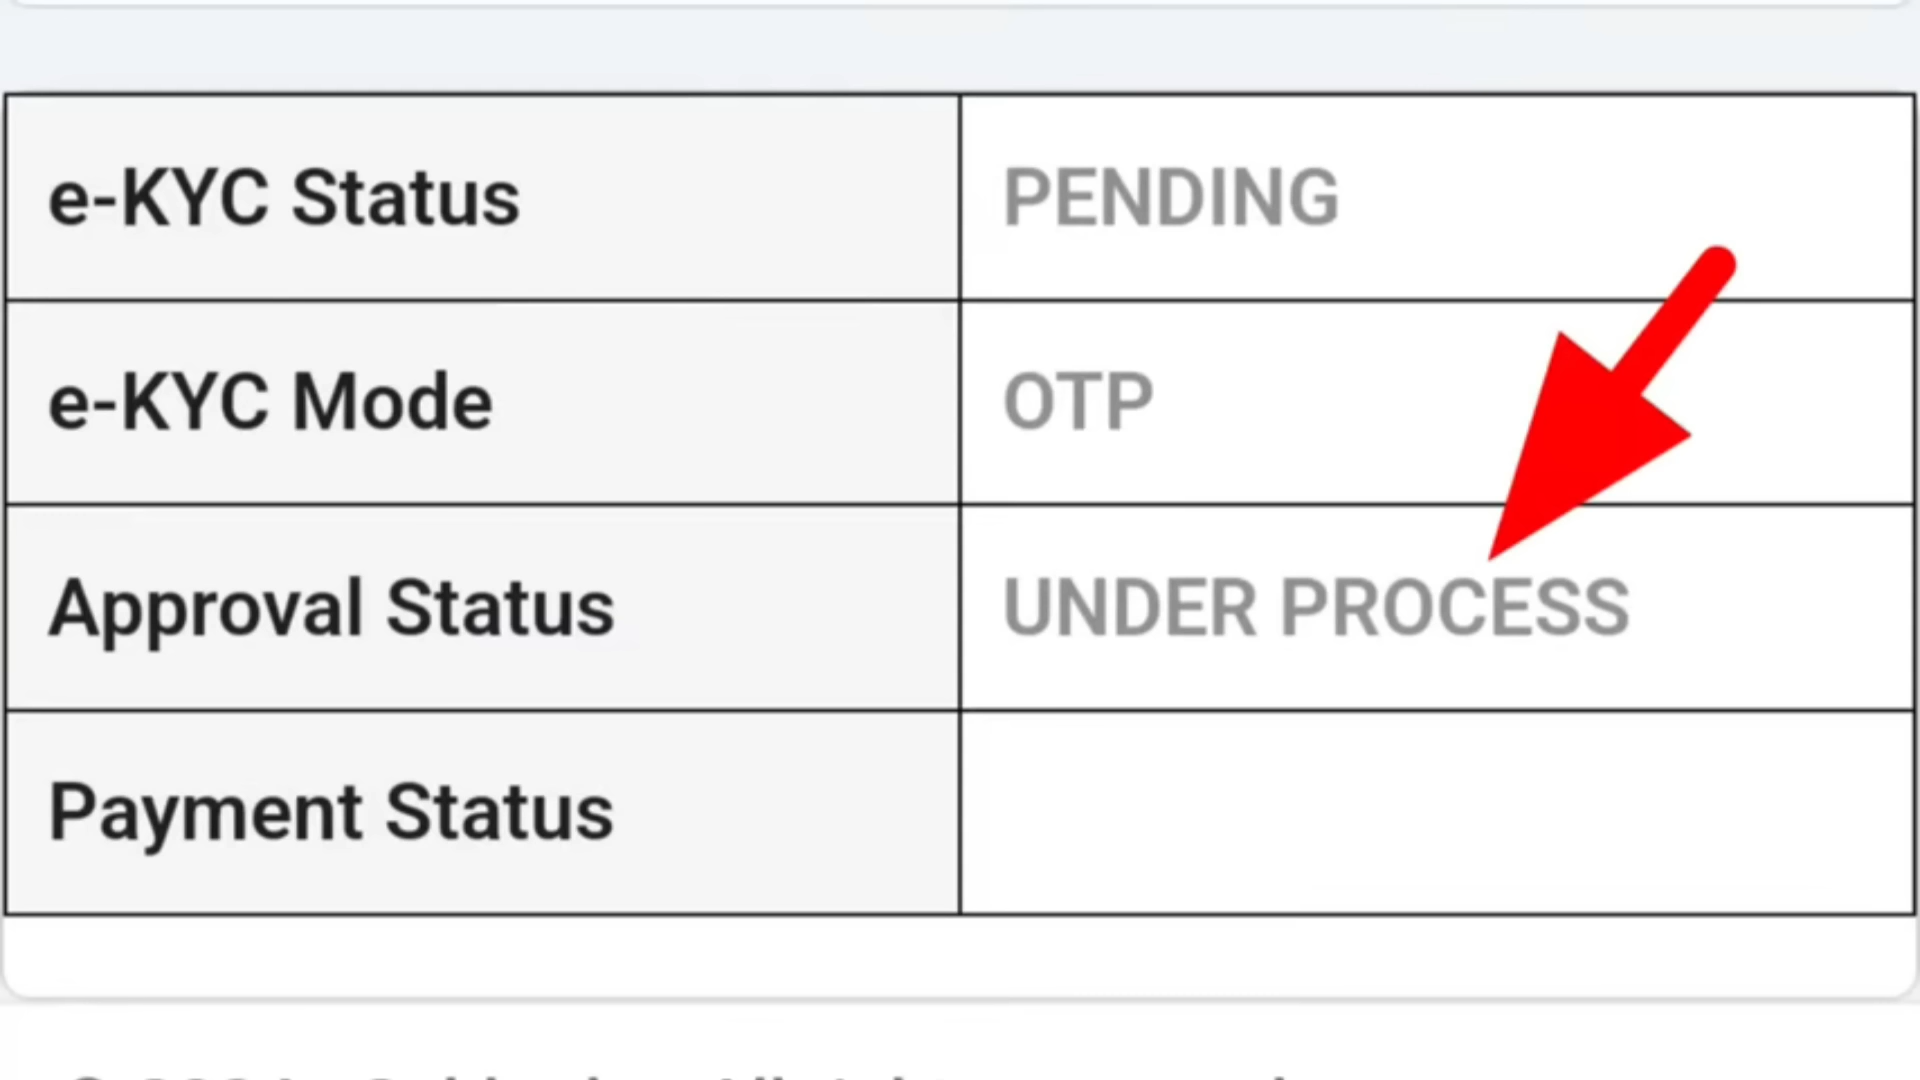 e-KYC Status PENDING
e-KYC Mode OTP
Approval Status UNDER PROCESS
Payment Status